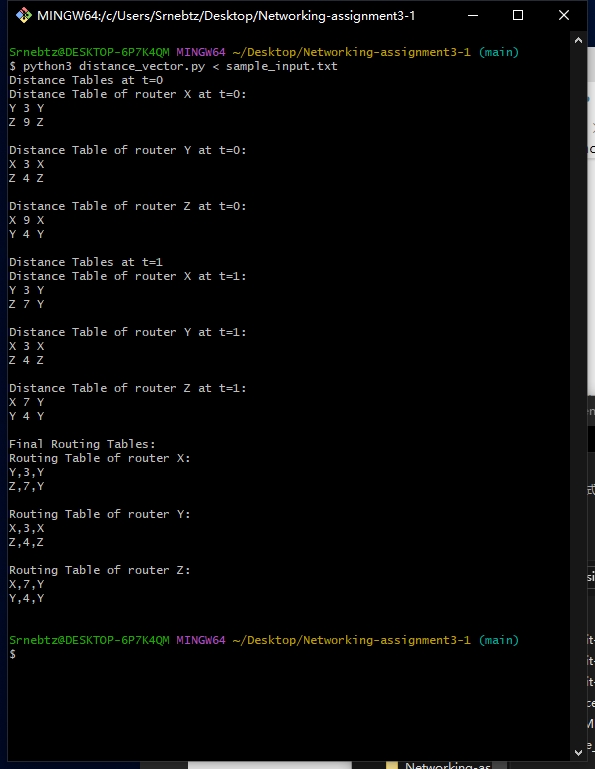 MINGW64:/c/Users/Srnebtz/Desktop/Networking-assignment3-1
Srnebtz@DESKTOP-6P7K4QM MINGW64 ~/Desktop/Networking-assignment3-1 (main)
$ python3 distance_vector.py < sample_input.txt
Distance Tables at t=0
Distance Table of router X at t=0:
Y 3 Y
Z 9 Z
Distance Table of router Y at t=0:
X 3 X
Z 4 Z
Distance Table of router Z at t=0:
X 9 X
Y 4 Y
Distance Tables at t=1
Distance Table of router X at t=1:
Y 3 Y
Z 7 Y
Distance Table of router Y at t=1:
X 3 X
Z 4 Z
Distance Table of router Z at t=1:
X 7 Y
Y 4 Y
Final Routing Tables:
Routing Table of router X:
Y,3,Y
Z,7,Y
Routing Table of router Y:
X,3,X
Z,4,Z
Routing Table of router Z:
X,7,Y
Y,4,Y
Srnebtz@DESKTOP-6P7K4QM MINGW64 ~/Desktop/Networking-assignment3-1 (main)
$
Networking-as